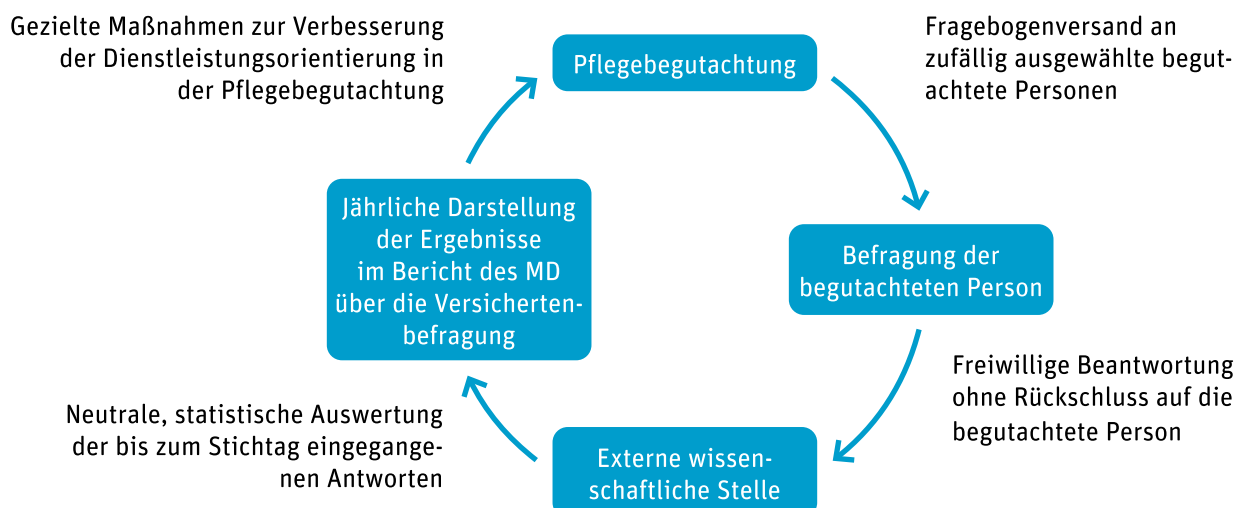 Gezielte Maßnahmen zur Verbesserung
der Dienstleistungsorientierung in
der Pflegebegutachtung
Pflegebegutachtung
Fragebogenversand an
zufällig ausgewählte begut-
achtete Personen
Jährliche Darstellung
der Ergebnisse
im Bericht des MD
über die Versicherten-
befragung
Befragung der
begutachteten Person
Freiwillige Beantwortung
ohne Rückschluss auf die
begutachtete Person
Neutrale, statistische Auswertung
der bis zum Stichtag eingegange-
nen Antworten
Externe wissen-
schaftliche Stelle